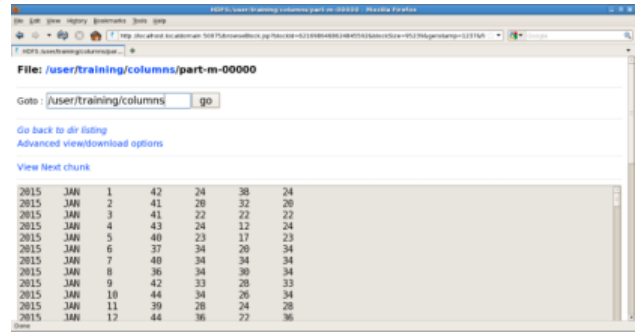 HDFS:/user/training/columns/part-m-00000 - Mozilla Firefox
File Edit View History Bookmarks Tools Help
HDFS:/user/training/columns/par...
File: /user/training/columns/part-m-00000
Goto : /user/training/columns go
Go back to dir listing
Advanced view/download options
View Next chunk
2015 JAN 1 42 24 38 24
2015 JAN 2 41 20 32 20
2015 JAN 3 41 22 22 22
2015 JAN 4 43 24 12 24
2015 JAN 5 40 23 17 23
2015 JAN 6 37 34 20 34
2015 JAN 7 40 34 34 34
2015 JAN 8 36 34 30 34
2015 JAN 9 42 33 28 33
2015 JAN 10 44 34 26 34
2015 JAN 11 39 28 24 28
2015 JAN 12 44 36 22 36
Done